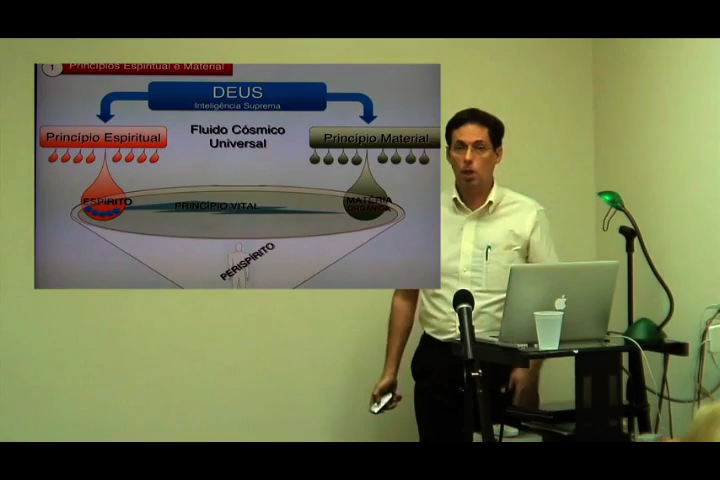 1
Princípios Espiritual e Material
DEUS
Inteligência Suprema
Princípio Espiritual
Fluido Cósmico
Universal
Princípio Material
ESPÍRITO
PRINCÍPIO VITAL
MATÉRIA
ORGÂNICA
PERISPÍRITO